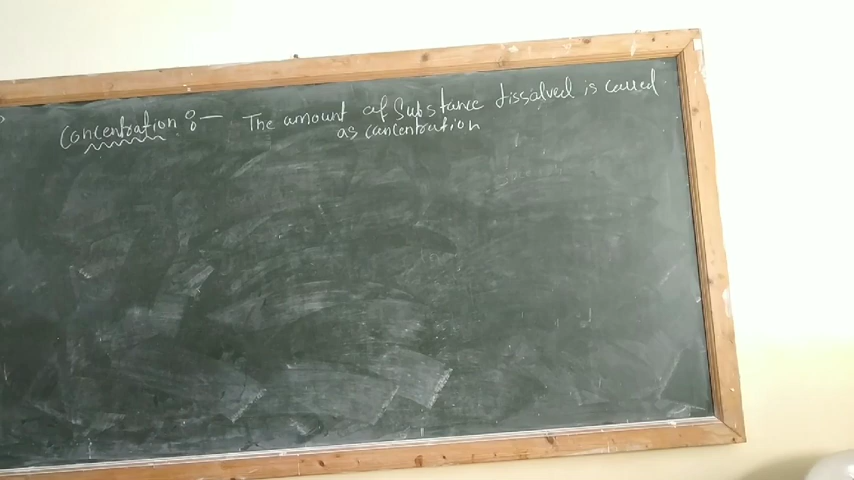 Concentration :- The amount of Substance dissolved is called
as concentration